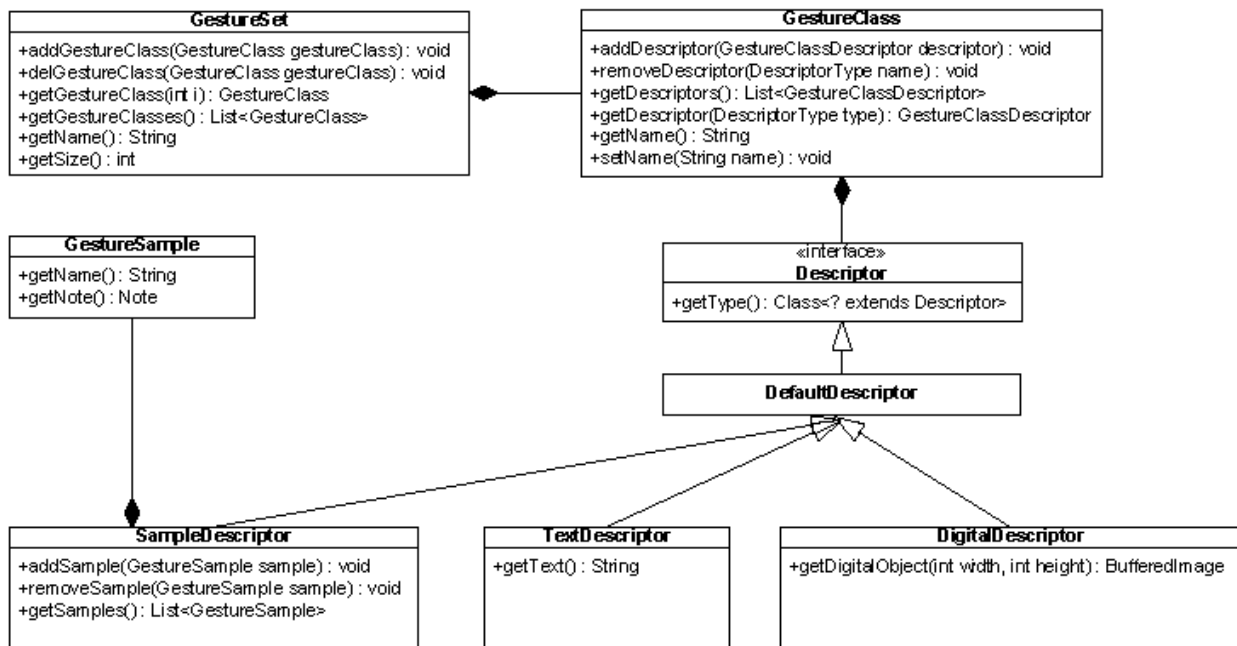 GestureSet
+addGestureClass(GestureClass gestureClass) : void
+delGestureClass(GestureClass gestureClass) : void
+getGestureClass(int i) : GestureClass
+getGestureClasses() : List<GestureClass>
+getName() : String
+getSize() : int
GestureClass
+addDescriptor(GestureClassDescriptor descriptor) : void
+removeDescriptor(DescriptorType name) : void
+getDescriptors() : List<GestureClassDescriptor>
+getDescriptor(DescriptorType type) : GestureClassDescriptor
+getName() : String
+setName(String name) : void
GestureSample
+getName() : String
+getNote() : Note
«interface»
Descriptor
+getType() : Class<? extends Descriptor>
DefaultDescriptor
SampleDescriptor
+addSample(GestureSample sample) : void
+removeSample(GestureSample sample) : void
+getSamples() : List<GestureSample>
TextDescriptor
+getText() : String
DigitalDescriptor
+getDigitalObject(int width, int height) : BufferedImage